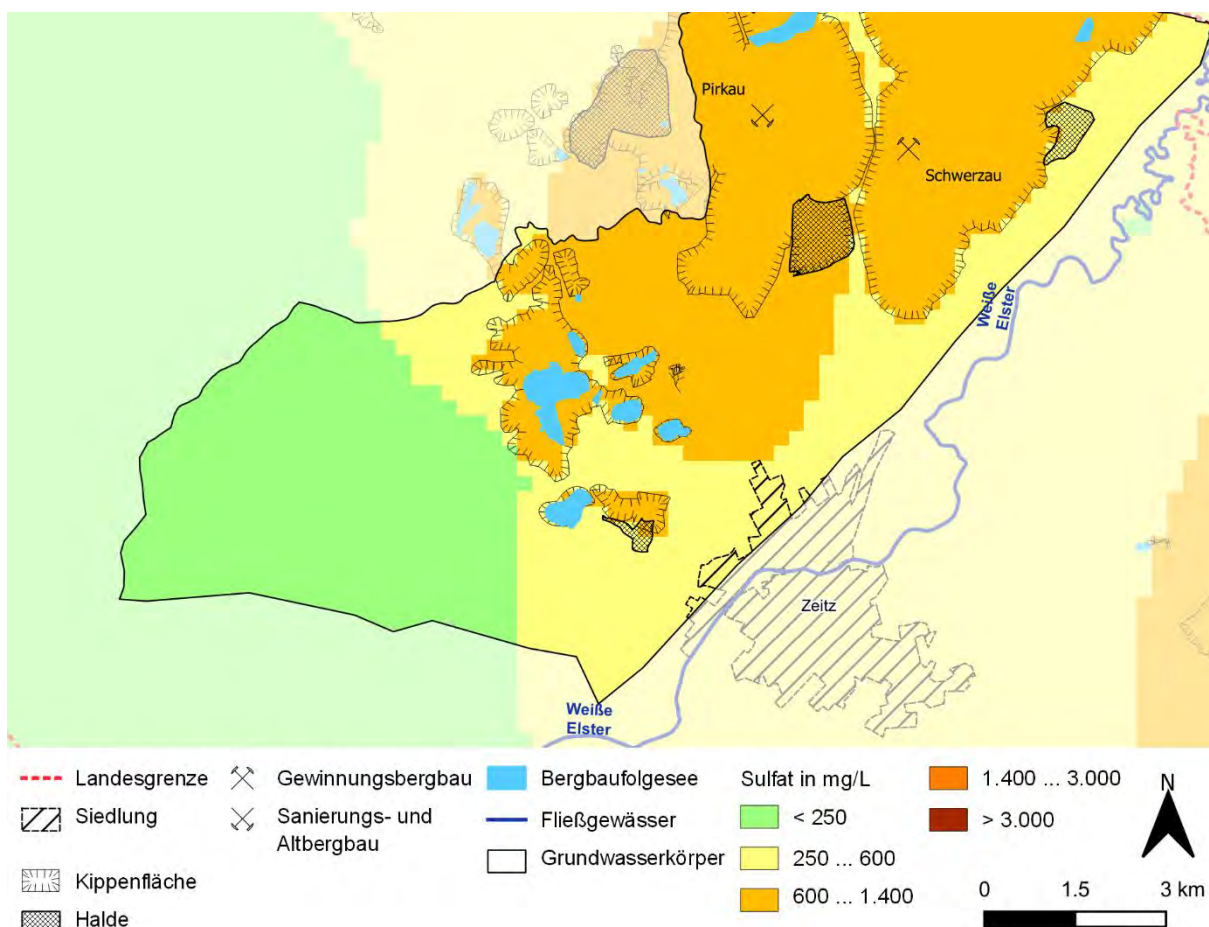 Pirkau
Schwerzau
Weiße
Elster
Zeitz
Weiße
Elster
Landesgrenze
Siedlung
Kippenfläche
Halde
Gewinnungsbergbau
Sanierungs- und
Altbergbau
Bergbaufolgesee
Fließgewässer
Grundwasserkörper
Sulfat in mg/L
< 250
250 ... 600
600 ... 1.400
1.400 ... 3.000
> 3.000
N
0 1.5 3 km